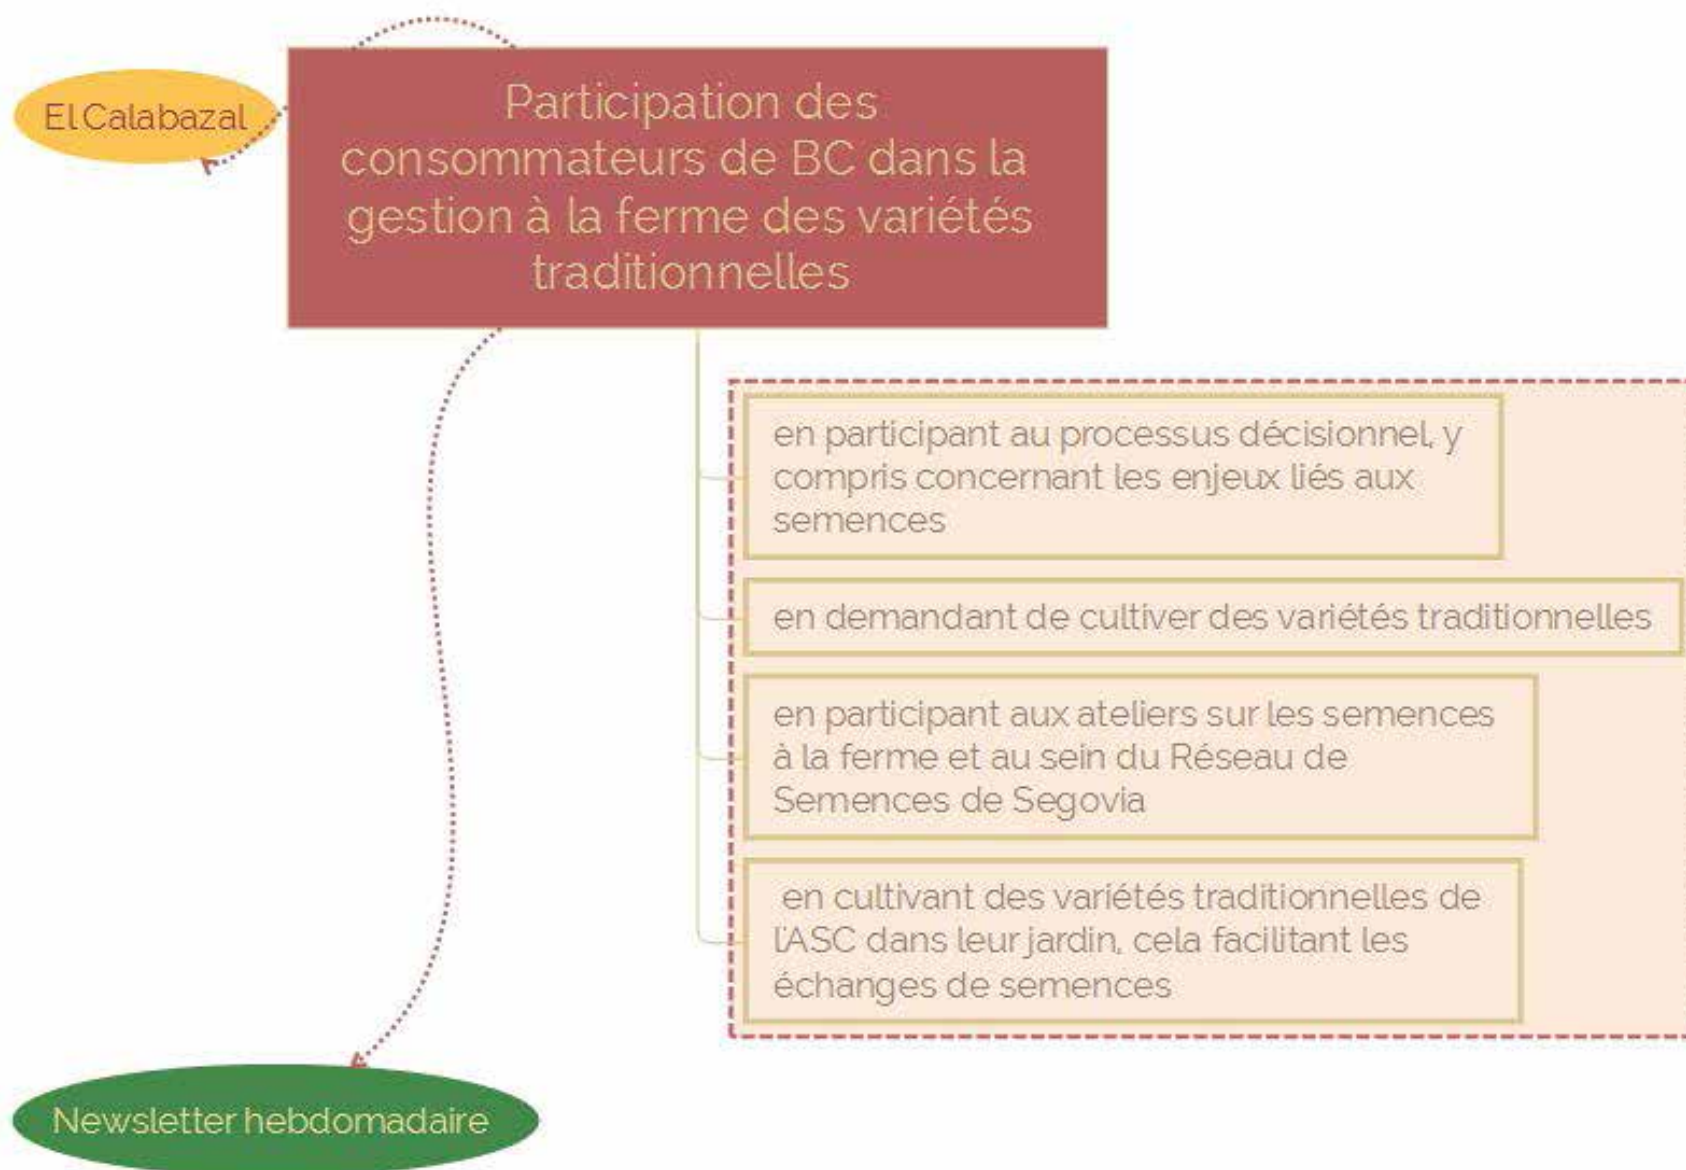 El Calabazal
Participation des
consommateurs de BC dans la
gestion à la ferme des variétés
traditionnelles
en participant au processus décisionnel, y
compris concernant les enjeux liés aux
semences
en demandant de cultiver des variétés traditionnelles
en participant aux ateliers sur les semences
à la ferme et au sein du Réseau de
Semences de Segovia
en cultivant des variétés traditionnelles de
l'ASC dans leur jardin, cela facilitant les
échanges de semences
Newsletter hebdomadaire